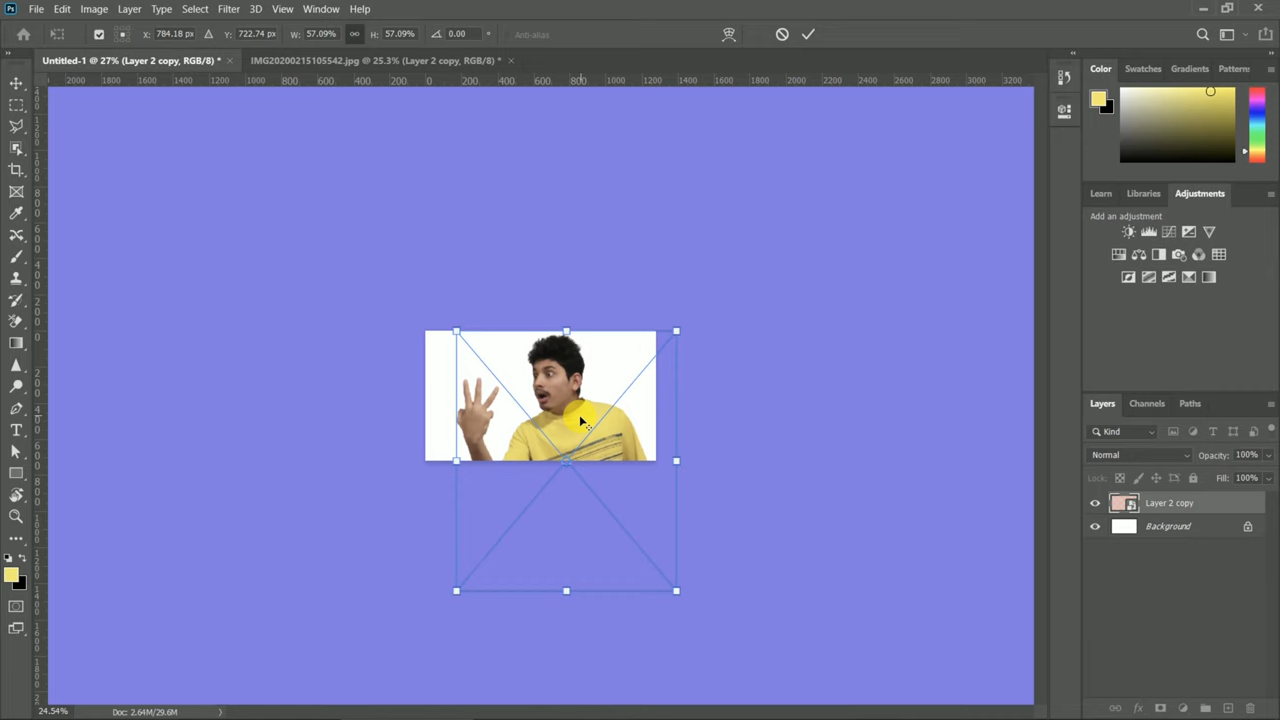 Ps File Edit Image Layer Type Select Filter 3D View Window Help
X: 784.18 px Y: 722.74 px W: 57.09% H: 57.09% 0.00 ° Anti-alias
Untitled-1 @ 27% (Layer 2 copy, RGB/8) * × IMG20200215105542.jpg @ 25.3% (Layer 2 copy, RGB/8) * ×
2000 1800 1600 1400 1200 1000 800 600 400 200 0 200 400 600 800 1000 1200 1400 1600 1800 2000 2200 2400 2600 2800 3000 3200
Color Swatches Gradients Pattern
Learn Libraries Adjustments
Add an adjustment
Layers Channels Paths
Kind
Normal Opacity: 100%
Lock: Fill: 100%
Layer 2 copy
Background
24.54% Doc: 2.64M/29.6M